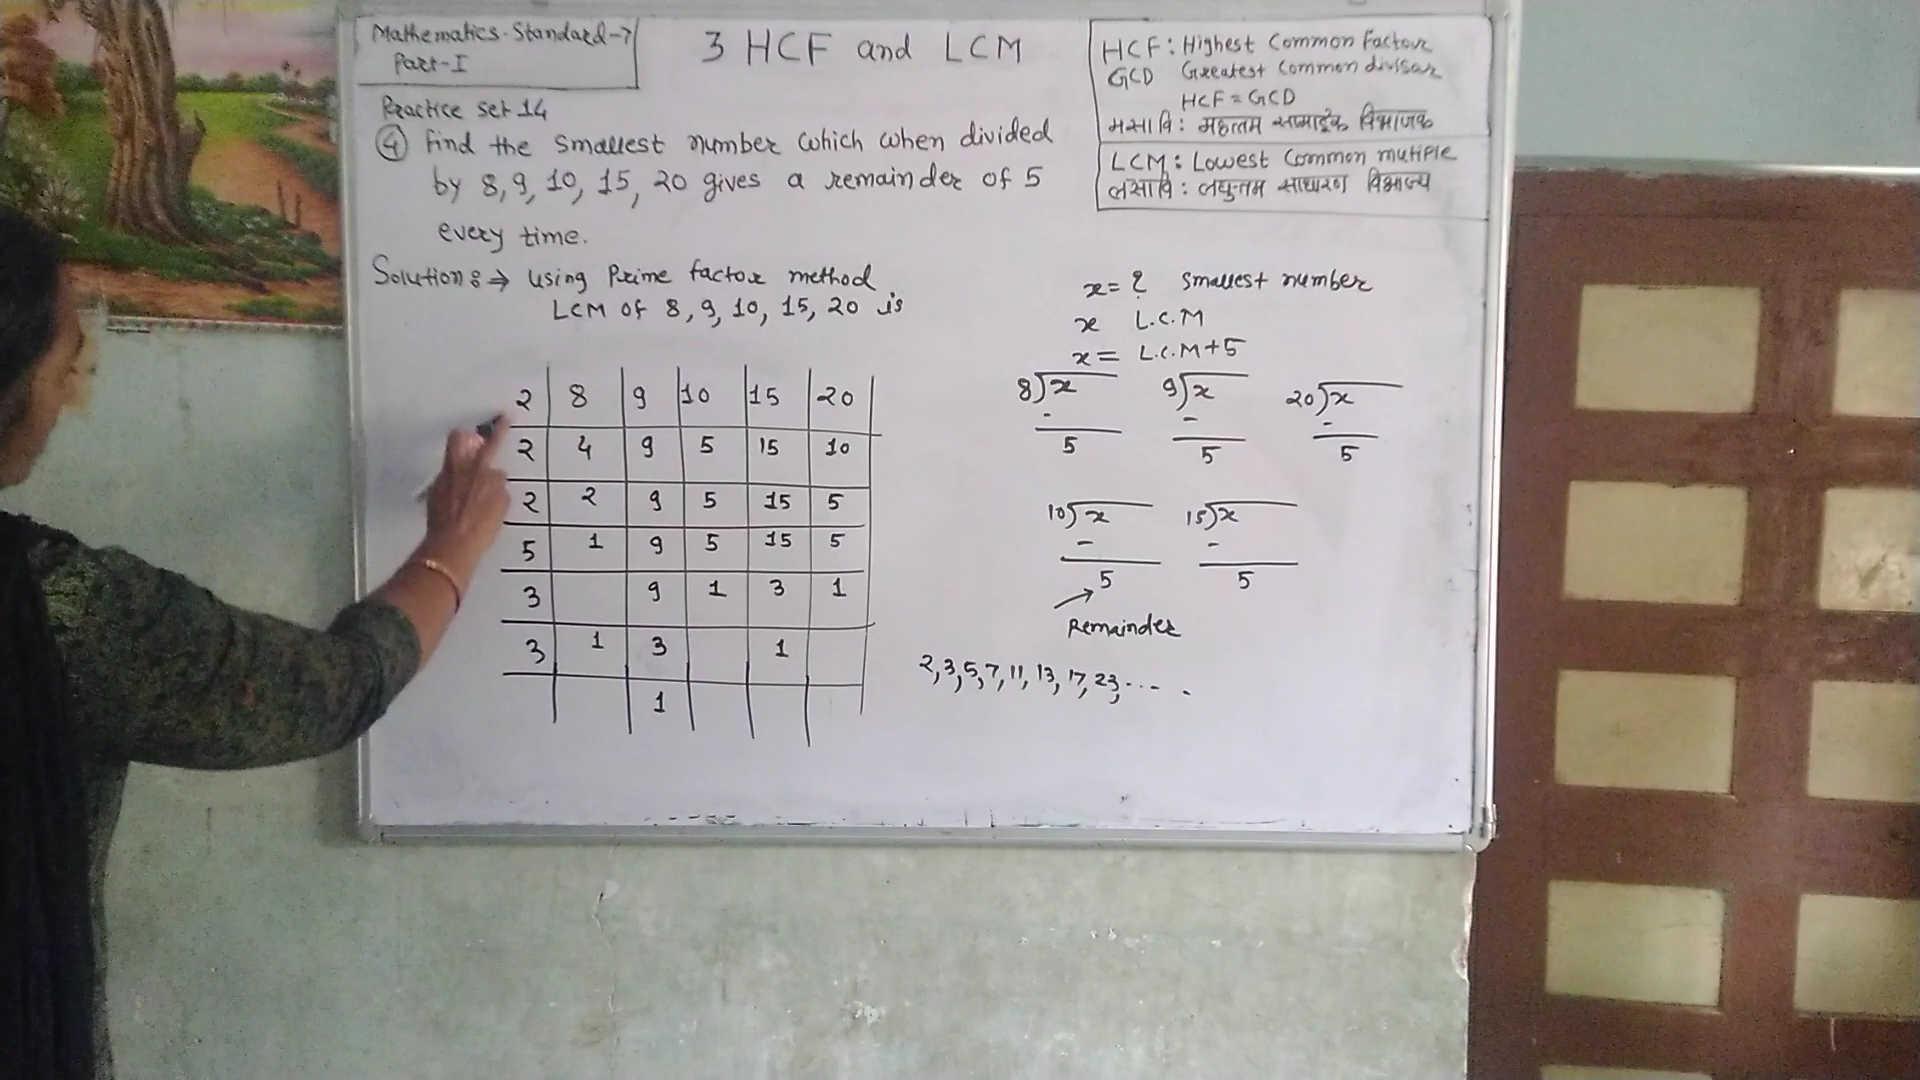 Mathematics. Standard-7
Part-I
3 HCF and LCM
HCF: Highest Common Factor
GCD Greatest Common divisor
HCF = GCD
मसावि: महत्तम सामाईक विभाजक
LCM: Lowest Common mutiple
लसावि: लघुत्तम साधारण विभाज्य
Practice set 14
④ Find the smallest number which when divided
by 8, 9, 10, 15, 20 gives a remainder of 5
every time.
Solution:⇒ Using Prime factor method
LCM of 8, 9, 10, 15, 20 is
2 8 9 10 15 20
2 4 9 5 15 10
2 2 9 5 15 5
5 1 9 5 15 5
3 9 1 3 1
3 1 3 1
1
x = ? smallest number
x L.C.M
x = L.C.M+5
8)x 9)x 20)x
- - -
5 5 5
10)x 15)x
- -
5 5
Remainder
2,3,5,7,11,13,17,23,.... .